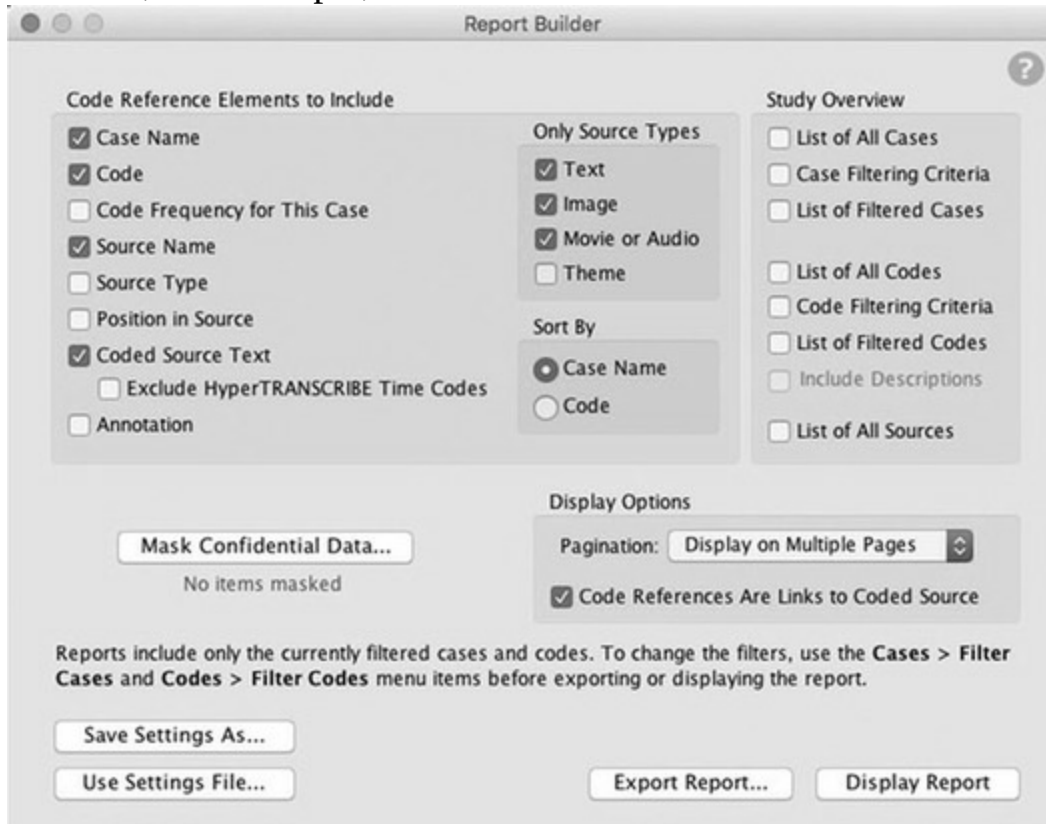 Report Builder
?
Code Reference Elements to Include
Case Name
Code
Code Frequency for This Case
Source Name
Source Type
Position in Source
Coded Source Text
Exclude HyperTRANSCRIBE Time Codes
Annotation
Only Source Types
Text
Image
Movie or Audio
Theme
Sort By
Case Name
Code
Study Overview
List of All Cases
Case Filtering Criteria
List of Filtered Cases
List of All Codes
Code Filtering Criteria
List of Filtered Codes
Include Descriptions
List of All Sources
Mask Confidential Data...
No items masked
Display Options
Pagination: Display on Multiple Pages
Code References Are Links to Coded Source
Reports include only the currently filtered cases and codes. To change the filters, use the Cases > Filter
Cases and Codes > Filter Codes menu items before exporting or displaying the report.
Save Settings As...
Use Settings File...
Export Report...
Display Report